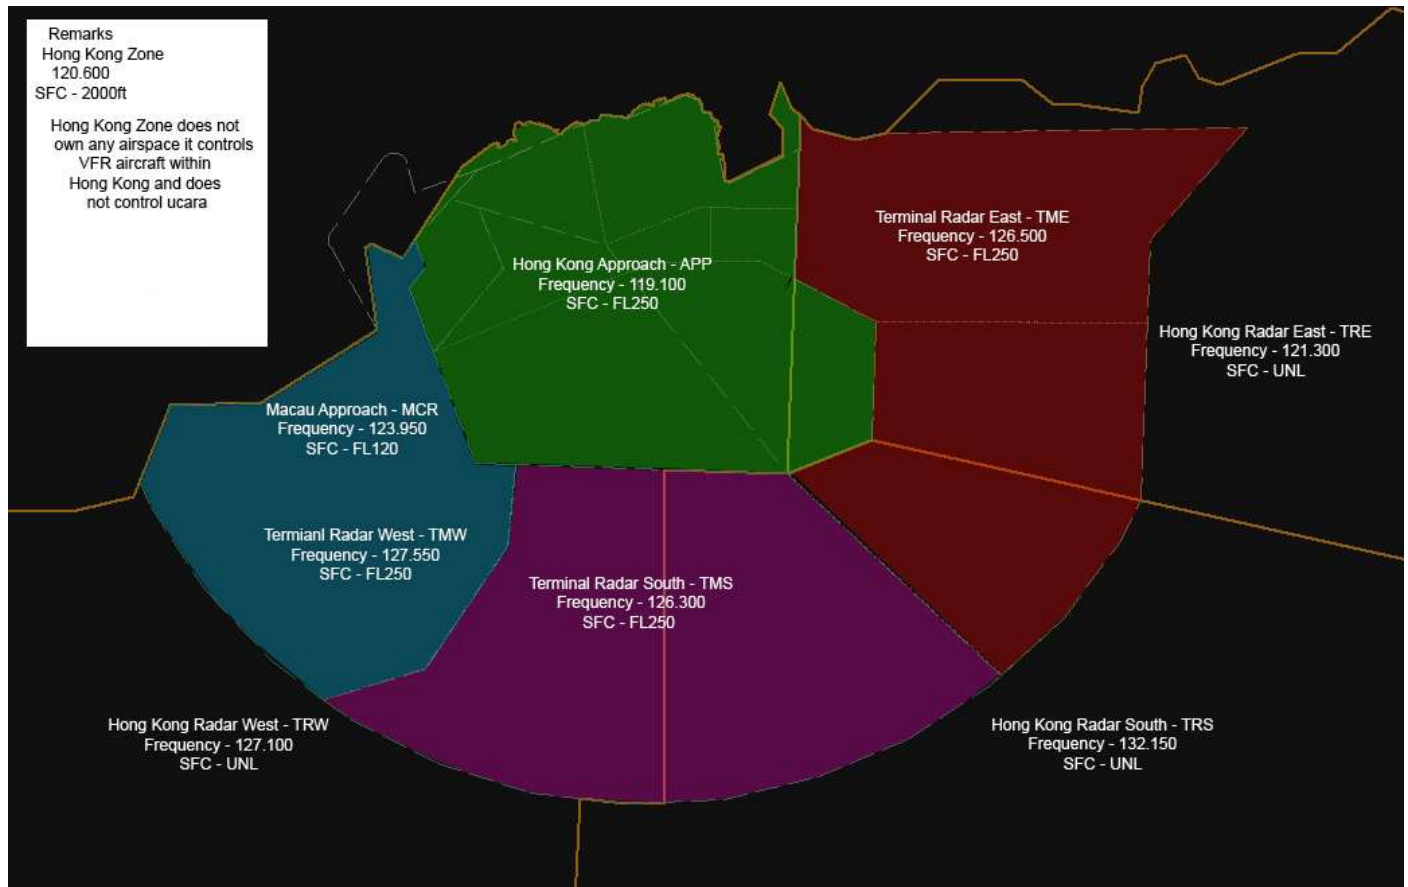 Remarks
Hong Kong Zone
120.600
SFC - 2000ft
Hong Kong Zone does not
own any airspace it controls
VFR aircraft within
Hong Kong and does
not control ucara
Terminal Radar East - TME
Frequency - 126.500
SFC - FL250
Hong Kong Approach - APP
Frequency - 119.100
SFC - FL250
Hong Kong Radar East - TRE
Frequency - 121.300
SFC - UNL
Macau Approach - MCR
Frequency - 123.950
SFC - FL120
Termianl Radar West - TMW
Frequency - 127.550
SFC - FL250
Terminal Radar South - TMS
Frequency - 126.300
SFC - FL250
Hong Kong Radar West - TRW
Frequency - 127.100
SFC - UNL
Hong Kong Radar South - TRS
Frequency - 132.150
SFC - UNL